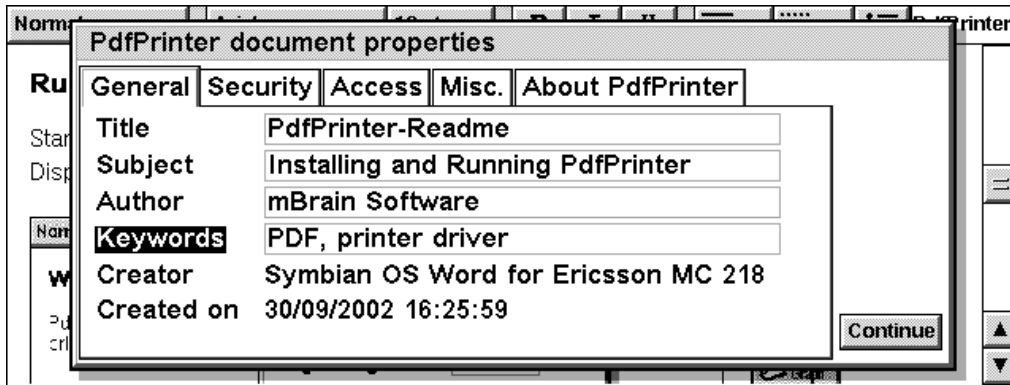 PdfPrinter document properties
General Security Access Misc. About PdfPrinter
Title PdfPrinter-Readme
Subject Installing and Running PdfPrinter
Author mBrain Software
Keywords PDF, printer driver
Creator Symbian OS Word for Ericsson MC 218
Created on 30/09/2002 16:25:59
Continue